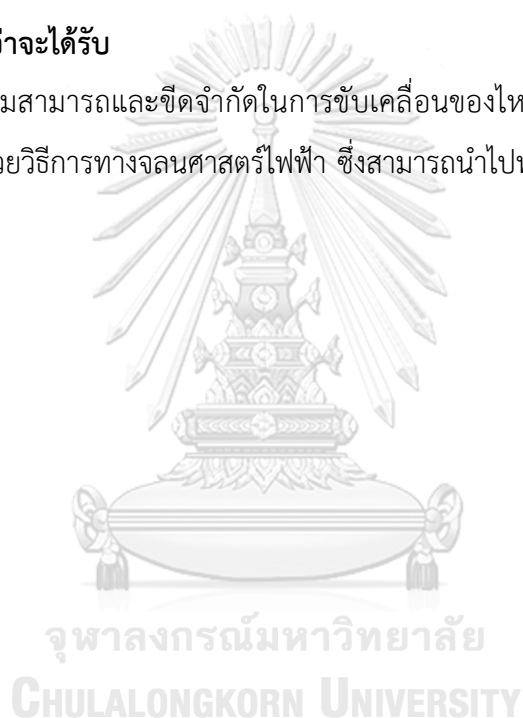 ว่าจะได้รับ
มสามารถและขีดจำกัดในการขับเคลื่อนของไห
วยวิธีการทางจลนศาสตร์ไฟฟ้า ซึ่งสามารถนำไป
จุฬาลงกรณ์มหาวิทยาลัย
CHULALONGKORN UNIVERSITY